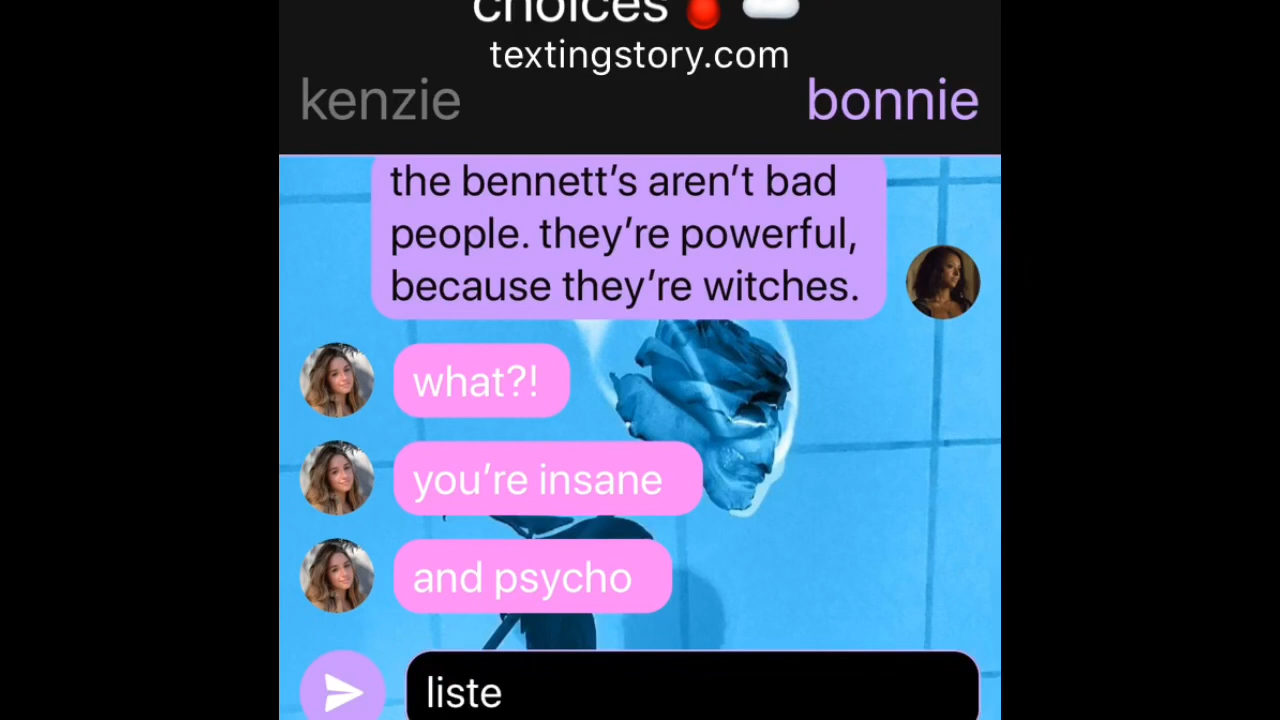 choices
textingstory.com
kenzie
bonnie
the bennett’s aren’t bad
people. they’re powerful,
because they’re witches.
what?!
you’re insane
and psycho
liste